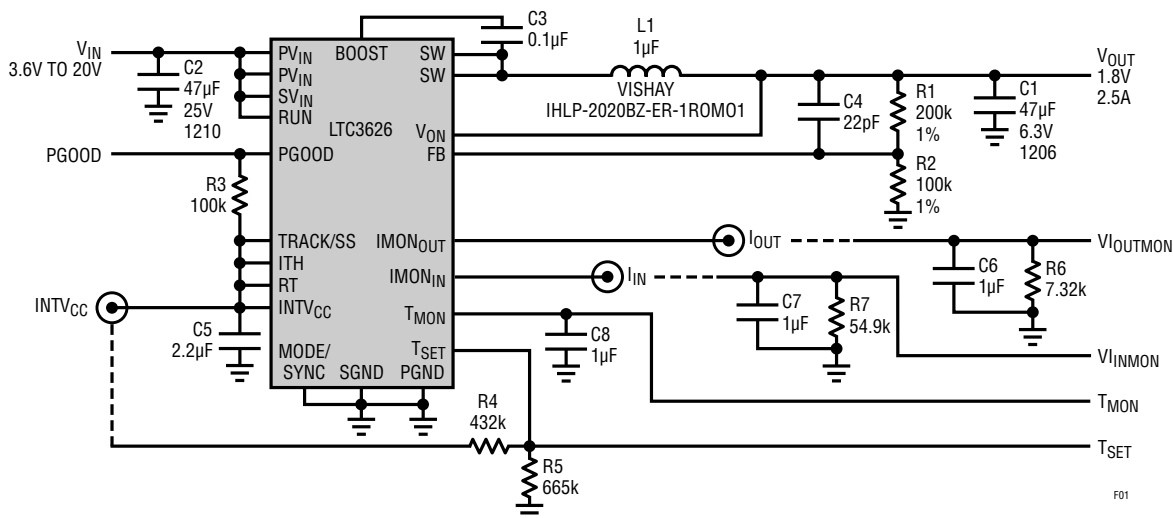 VIN
3.6V TO 20V
C2
47µF
25V
1210
PGOOD
R3
100k
INTVCC
C5
2.2µF
PVIN
PVIN
SVIN
RUN
PGOOD
TRACK/SS
ITH
RT
INTVCC
MODE/
SYNC
SGND
PGND
BOOST
LTC3626
SW
SW
VON
FB
IMONOUT
IMONIN
TMON
TSET
C3
0.1µF
L1
1µF
VISHAY
IHLP-2020BZ-ER-1ROMO1
C4
22pF
R1
200k
1%
R2
100k
1%
C1
47µF
6.3V
1206
VOUT
1.8V
2.5A
IOUT
IIN
C6
1µF
R6
7.32k
VIOUTMON
C7
1µF
R7
54.9k
VIINMON
C8
1µF
TMON
R4
432k
R5
665k
TSET
F01